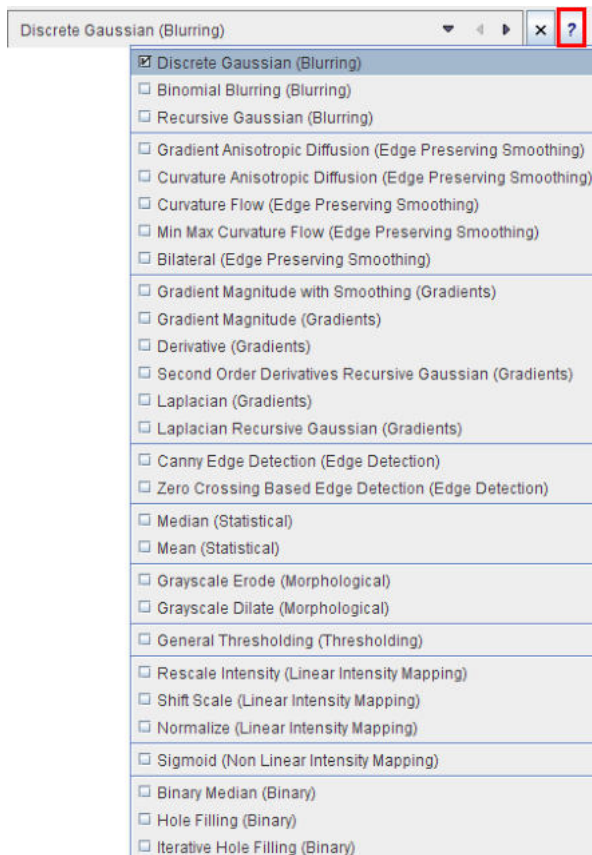 Discrete Gaussian (Blurring) ?
Discrete Gaussian (Blurring)
Binomial Blurring (Blurring)
Recursive Gaussian (Blurring)
Gradient Anisotropic Diffusion (Edge Preserving Smoothing)
Curvature Anisotropic Diffusion (Edge Preserving Smoothing)
Curvature Flow (Edge Preserving Smoothing)
Min Max Curvature Flow (Edge Preserving Smoothing)
Bilateral (Edge Preserving Smoothing)
Gradient Magnitude with Smoothing (Gradients)
Gradient Magnitude (Gradients)
Derivative (Gradients)
Second Order Derivatives Recursive Gaussian (Gradients)
Laplacian (Gradients)
Laplacian Recursive Gaussian (Gradients)
Canny Edge Detection (Edge Detection)
Zero Crossing Based Edge Detection (Edge Detection)
Median (Statistical)
Mean (Statistical)
Grayscale Erode (Morphological)
Grayscale Dilate (Morphological)
General Thresholding (Thresholding)
Rescale Intensity (Linear Intensity Mapping)
Shift Scale (Linear Intensity Mapping)
Normalize (Linear Intensity Mapping)
Sigmoid (Non Linear Intensity Mapping)
Binary Median (Binary)
Hole Filling (Binary)
Iterative Hole Filling (Binary)